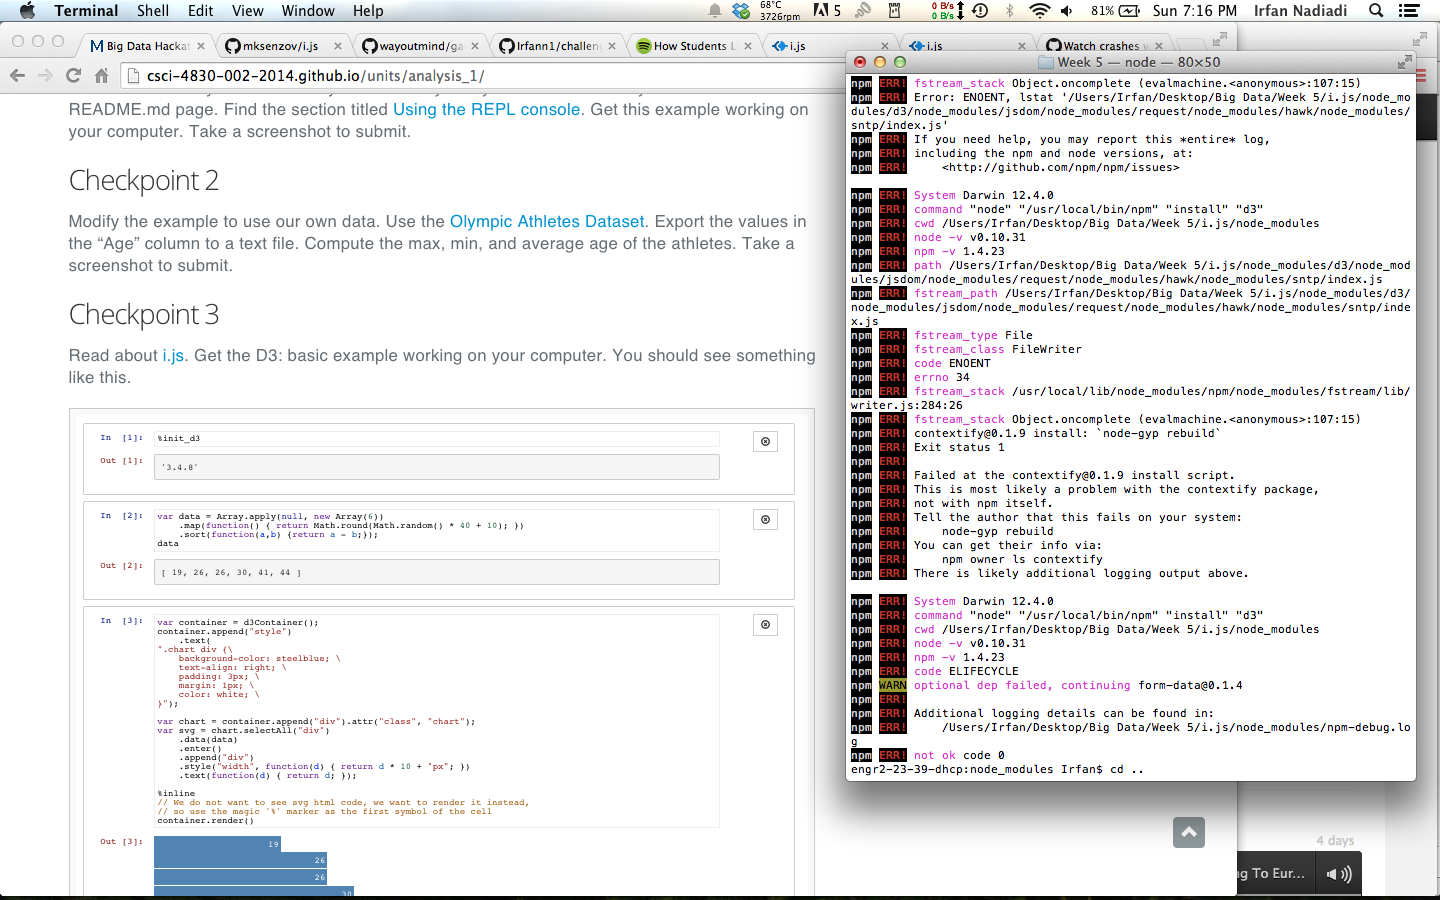 Terminal Shell Edit View Window Help
68°C
3726rpm
5
0 B/s
0 B/s
81%
Sun 7:16 PM Irfan Nadiadi
Big Data Hackat
mksenzov/i.js
wayoutmind/ga
Irfann1/challen
How Students L
i.js
i.js
Watch crashes w
csci-4830-002-2014.github.io/units/analysis_1/
README.md page. Find the section titled Using the REPL console. Get this example working on
your computer. Take a screenshot to submit.
Checkpoint 2
Modify the example to use our own data. Use the Olympic Athletes Dataset. Export the values in
the “Age” column to a text file. Compute the max, min, and average age of the athletes. Take a
screenshot to submit.
Checkpoint 3
Read about i.js. Get the D3: basic example working on your computer. You should see something
like this.
In [1]: %init_d3
Out [1]: '3.4.8'
In [2]: var data = Array.apply(null, new Array(6))
.map(function() { return Math.round(Math.random() * 40 + 10); })
.sort(function(a,b) {return a - b;});
data
Out [2]: [ 19, 26, 26, 30, 41, 44 ]
In [3]: var container = d3Container();
container.append("style")
.text(
".chart div {\
background-color: steelblue; \
text-align: right; \
padding: 3px; \
margin: 1px; \
color: white; \
}");
var chart = container.append("div").attr("class", "chart");
var svg = chart.selectAll("div")
.data(data)
.enter()
.append("div")
.style("width", function(d) { return d * 10 + "px"; })
.text(function(d) { return d; });
%inline
// We do not want to see svg html code, we want to render it instead,
// so use the magic `%` marker as the first symbol of the cell
container.render()
Out [3]: 19
26
26
30
Week 5 — node — 80×50
npm ERR! fstream_stack Object.oncomplete (evalmachine.<anonymous>:107:15)
npm ERR! Error: ENOENT, lstat '/Users/Irfan/Desktop/Big Data/Week 5/i.js/node_mo
dules/d3/node_modules/jsdom/node_modules/request/node_modules/hawk/node_modules/
sntp/index.js'
npm ERR! If you need help, you may report this *entire* log,
npm ERR! including the npm and node versions, at:
npm ERR! <http://github.com/npm/npm/issues>
npm ERR! System Darwin 12.4.0
npm ERR! command "node" "/usr/local/bin/npm" "install" "d3"
npm ERR! cwd /Users/Irfan/Desktop/Big Data/Week 5/i.js/node_modules
npm ERR! node -v v0.10.31
npm ERR! npm -v 1.4.23
npm ERR! path /Users/Irfan/Desktop/Big Data/Week 5/i.js/node_modules/d3/node_mod
ules/jsdom/node_modules/request/node_modules/hawk/node_modules/sntp/index.js
npm ERR! fstream_path /Users/Irfan/Desktop/Big Data/Week 5/i.js/node_modules/d3/
node_modules/jsdom/node_modules/request/node_modules/hawk/node_modules/sntp/inde
x.js
npm ERR! fstream_type File
npm ERR! fstream_class FileWriter
npm ERR! code ENOENT
npm ERR! errno 34
npm ERR! fstream_stack /usr/local/lib/node_modules/npm/node_modules/fstream/lib/
writer.js:284:26
npm ERR! fstream_stack Object.oncomplete (evalmachine.<anonymous>:107:15)
npm ERR! contextify@0.1.9 install: `node-gyp rebuild`
npm ERR! Exit status 1
npm ERR!
npm ERR! Failed at the contextify@0.1.9 install script.
npm ERR! This is most likely a problem with the contextify package,
npm ERR! not with npm itself.
npm ERR! Tell the author that this fails on your system:
npm ERR! node-gyp rebuild
npm ERR! You can get their info via:
npm ERR! npm owner ls contextify
npm ERR! There is likely additional logging output above.
npm ERR! System Darwin 12.4.0
npm ERR! command "node" "/usr/local/bin/npm" "install" "d3"
npm ERR! cwd /Users/Irfan/Desktop/Big Data/Week 5/i.js/node_modules
npm ERR! node -v v0.10.31
npm ERR! npm -v 1.4.23
npm ERR! code ELIFECYCLE
npm WARN optional dep failed, continuing form-data@0.1.4
npm ERR!
npm ERR! Additional logging details can be found in:
npm ERR! /Users/Irfan/Desktop/Big Data/Week 5/i.js/node_modules/npm-debug.lo
g
npm ERR! not ok code 0
engr2-23-39-dhcp:node_modules Irfan$ cd ..
4 days
ng To Eur...